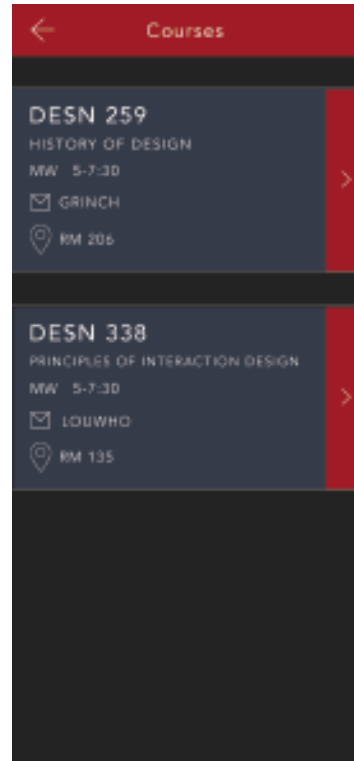 Courses
DESN 259
HISTORY OF DESIGN
MW 5-7:30
GRINCH
RM 206
DESN 338
PRINCIPLES OF INTERACTION DESIGN
MW 5-7:30
LOUWHO
RM 135